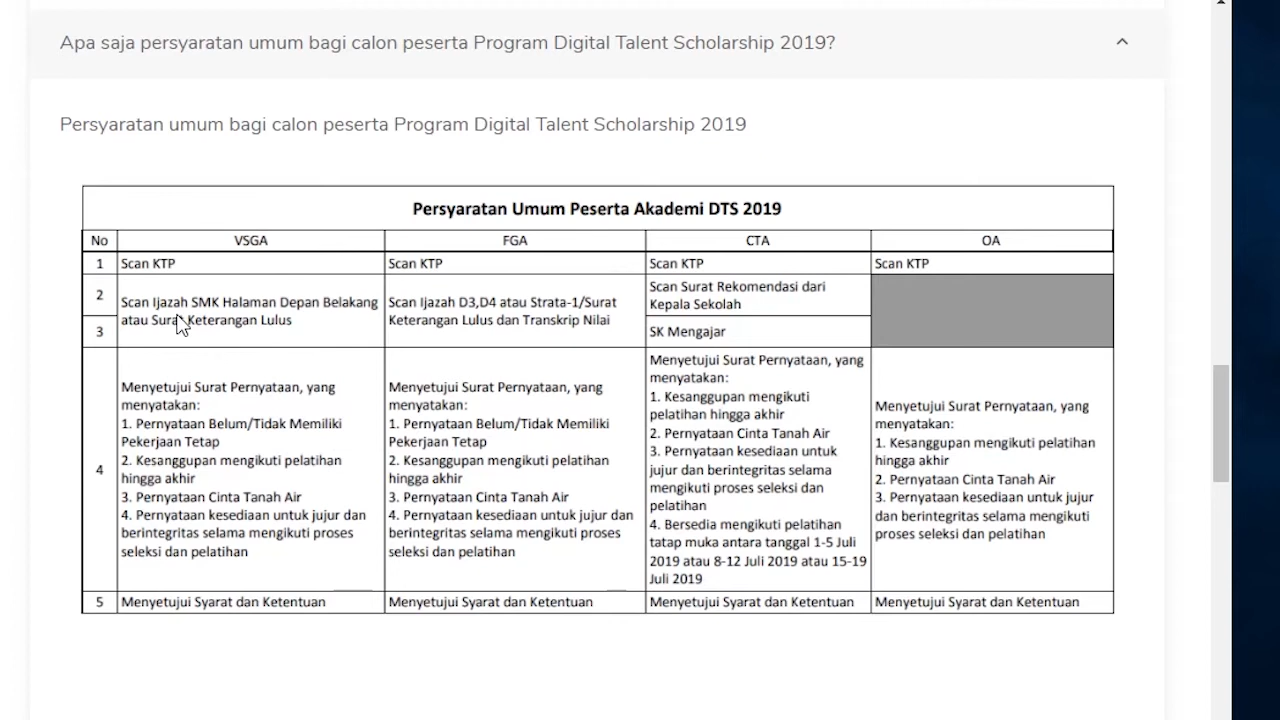 Apa saja persyaratan umum bagi calon peserta Program Digital Talent Scholarship 2019?
Persyaratan umum bagi calon peserta Program Digital Talent Scholarship 2019
Persyaratan Umum Peserta Akademi DTS 2019
No VSGA FGA CTA OA
1 Scan KTP Scan KTP Scan KTP Scan KTP
2
3
Scan Ijazah SMK Halaman Depan Belakang
atau Surat Keterangan Lulus
Scan Ijazah D3,D4 atau Strata-1/Surat
Keterangan Lulus dan Transkrip Nilai
Scan Surat Rekomendasi dari
Kepala Sekolah
SK Mengajar
4
Menyetujui Surat Pernyataan, yang
menyatakan:
1. Pernyataan Belum/Tidak Memiliki
Pekerjaan Tetap
2. Kesanggupan mengikuti pelatihan
hingga akhir
3. Pernyataan Cinta Tanah Air
4. Pernyataan kesediaan untuk jujur dan
berintegritas selama mengikuti proses
seleksi dan pelatihan
Menyetujui Surat Pernyataan, yang
menyatakan:
1. Pernyataan Belum/Tidak Memiliki
Pekerjaan Tetap
2. Kesanggupan mengikuti pelatihan
hingga akhir
3. Pernyataan Cinta Tanah Air
4. Pernyataan kesediaan untuk jujur dan
berintegritas selama mengikuti proses
seleksi dan pelatihan
Menyetujui Surat Pernyataan, yang
menyatakan:
1. Kesanggupan mengikuti
pelatihan hingga akhir
2. Pernyataan Cinta Tanah Air
3. Pernyataan kesediaan untuk
jujur dan berintegritas selama
mengikuti proses seleksi dan
pelatihan
4. Bersedia mengikuti pelatihan
tatap muka antara tanggal 1-5 Juli
2019 atau 8-12 Juli 2019 atau 15-19
Juli 2019
Menyetujui Surat Pernyataan, yang
menyatakan:
1. Kesanggupan mengikuti pelatihan
hingga akhir
2. Pernyataan Cinta Tanah Air
3. Pernyataan kesediaan untuk jujur
dan berintegritas selama mengikuti
proses seleksi dan pelatihan
5 Menyetujui Syarat dan Ketentuan Menyetujui Syarat dan Ketentuan Menyetujui Syarat dan Ketentuan Menyetujui Syarat dan Ketentuan